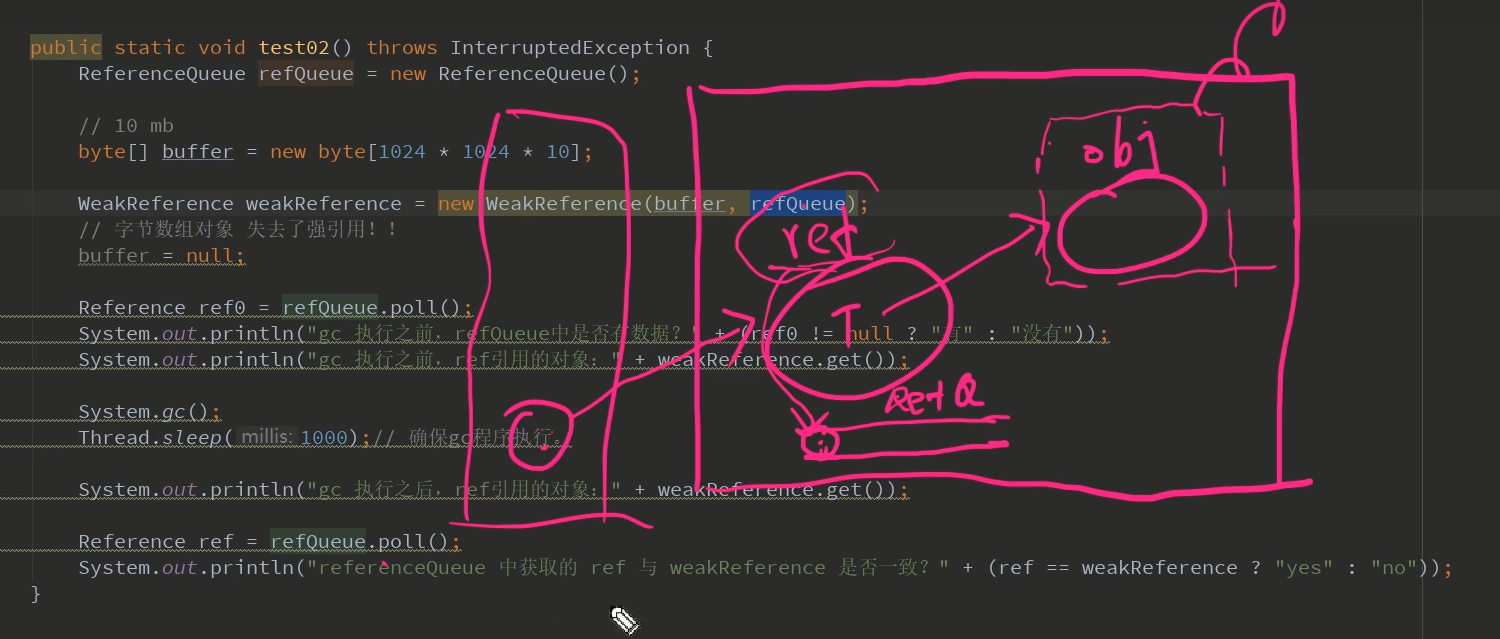 public static void test02() throws InterruptedException {
ReferenceQueue refQueue = new ReferenceQueue();
// 10 mb
byte[] buffer = new byte[1024 * 1024 * 10];
WeakReference weakReference = new WeakReference(buffer, refQueue);
// 字节数组对象 失去了强引用！！
buffer = null;
Reference ref0 = refQueue.poll();
System.out.println("gc 执行之前，refQueue中是否有数据？" + (ref0 != null ? "有" : "没有"));
System.out.println("gc 执行之前，ref引用的对象：" + weakReference.get());
System.gc();
Thread.sleep( millis: 1000);// 确保gc程序执行。
System.out.println("gc 执行之后，ref引用的对象：" + weakReference.get());
Reference ref = refQueue.poll();
System.out.println("referenceQueue 中获取的 ref 与 weakReference 是否一致？" + (ref == weakReference ? "yes" : "no"));
}
obj
ref
T
RefQ